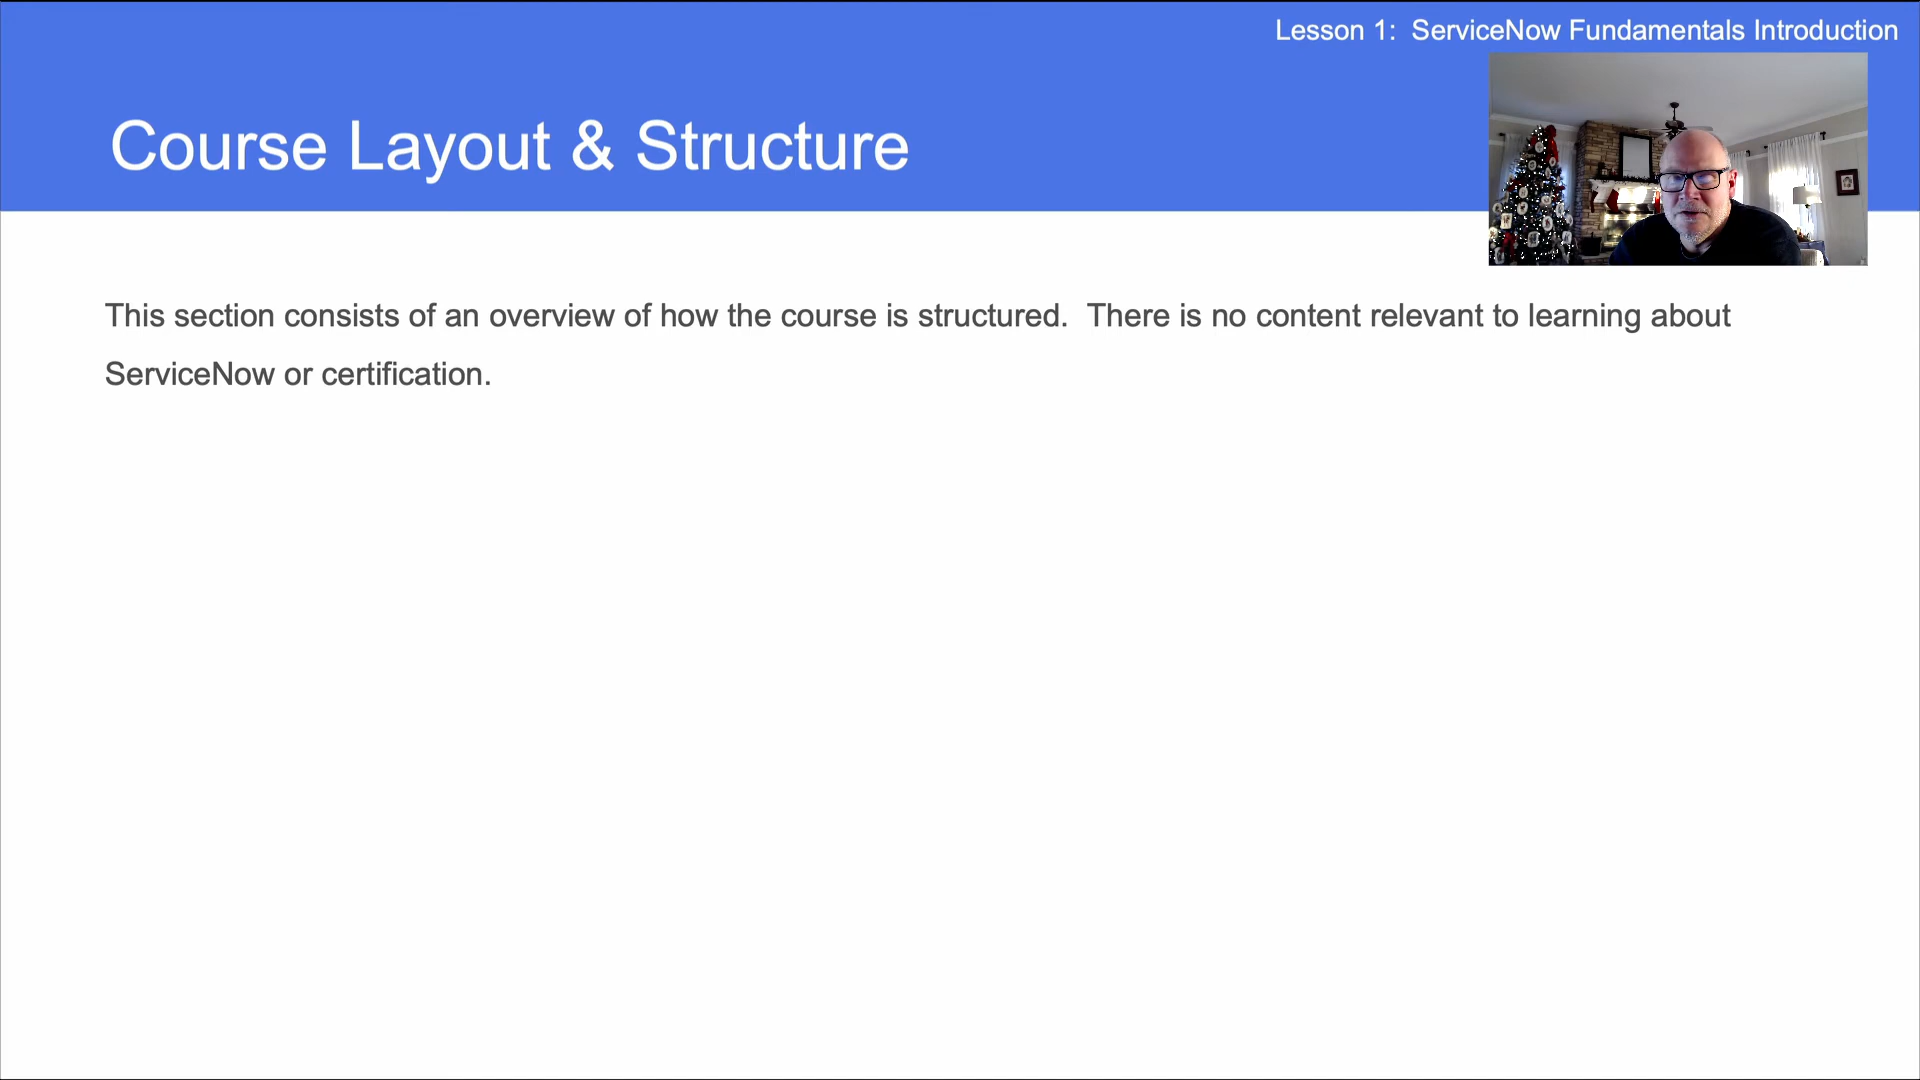 Lesson 1:  ServiceNow Fundamentals Introduction
Course Layout & Structure
This section consists of an overview of how the course is structured.  There is no content relevant to learning about
ServiceNow or certification.